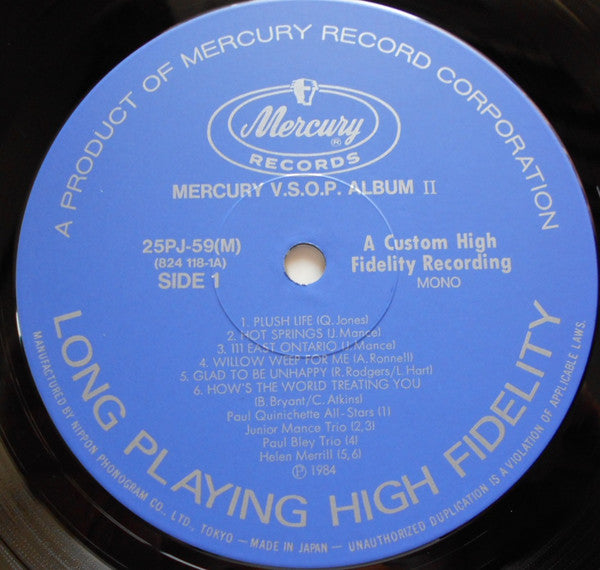 A PRODUCT OF MERCURY RECORD CORPORATION
Mercury ®
RECORDS
MERCURY V.S.O.P. ALBUM II
25PJ-59(M)
(824 118-1A)
SIDE 1
A Custom High
Fidelity Recording
MONO
1. PLUSH LIFE (Q. Jones)
2. HOT SPRINGS (J. Mance)
3. 111 EAST ONTARIO (J. Mance)
4. WILLOW WEEP FOR ME (A. Ronnell)
5. GLAD TO BE UNHAPPY (R. Rodgers/L. Hart)
6. HOW'S THE WORLD TREATING YOU
(B. Bryant/C. Atkins)
Paul Quinichette All-Stars (1)
Junior Mance Trio (2,3)
Paul Bley Trio (4)
Helen Merrill (5,6)
℗ 1984
LONG PLAYING HIGH FIDELITY
MANUFACTURED BY NIPPON PHONOGRAM CO. LTD., TOKYO — MADE IN JAPAN — UNAUTHORIZED DUPLICATION IS A VIOLATION OF APPLICABLE LAWS.